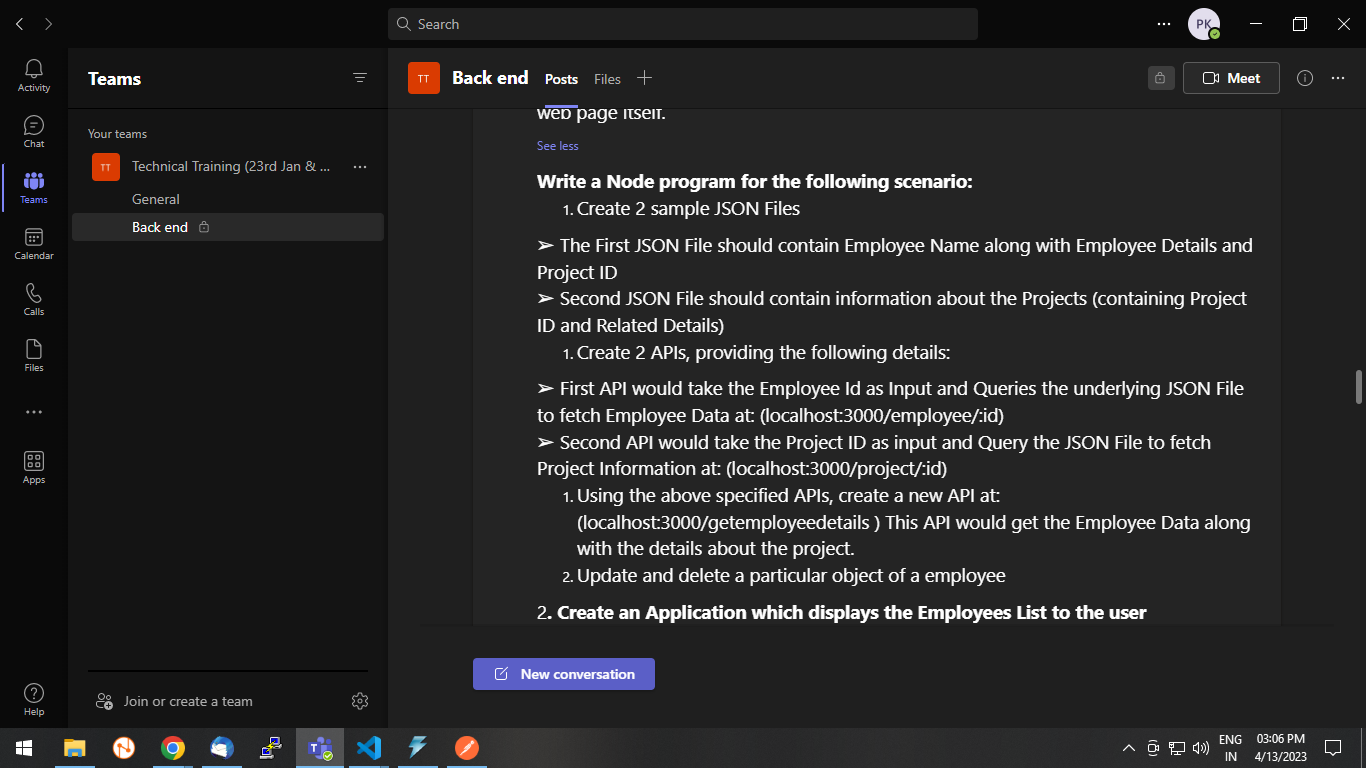 Search
PK
Activity
Chat
Teams
Calendar
Calls
Files
Apps
Help
Teams
Your teams
TT
Technical Training (23rd Jan & ...
General
Back end
Join or create a team
TT
Back end
Posts
Files
Meet
web page itself.
See less
Write a Node program for the following scenario:
1. Create 2 sample JSON Files
➢ The First JSON File should contain Employee Name along with Employee Details and
Project ID
➢ Second JSON File should contain information about the Projects (containing Project
ID and Related Details)
1. Create 2 APIs, providing the following details:
➢ First API would take the Employee Id as Input and Queries the underlying JSON File
to fetch Employee Data at: (localhost:3000/employee/:id)
➢ Second API would take the Project ID as input and Query the JSON File to fetch
Project Information at: (localhost:3000/project/:id)
1. Using the above specified APIs, create a new API at:
(localhost:3000/getemployeedetails ) This API would get the Employee Data along
with the details about the project.
2. Update and delete a particular object of a employee
2. Create an Application which displays the Employees List to the user
New conversation
ENG
IN
03:06 PM
4/13/2023